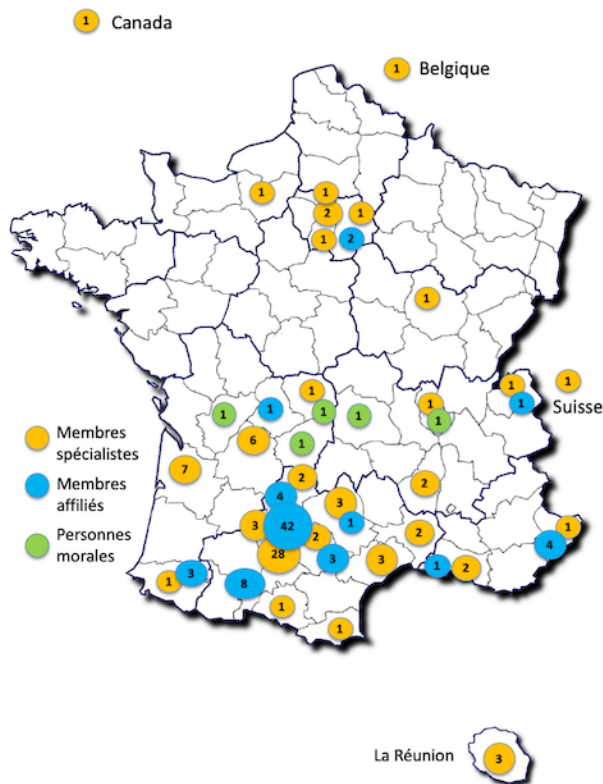 1 Canada
1 Belgique
1
1
2 1
1 2
1
1
1
1
1 1
1 1
1 1 1 Suisse
1
6
Membres spécialistes
7
2
2
4
3
Membres affiliés
42 1
3 2 2 1
Personnes morales
28 3 3 4
1 2
1 3 8
1
1
La Réunion 3